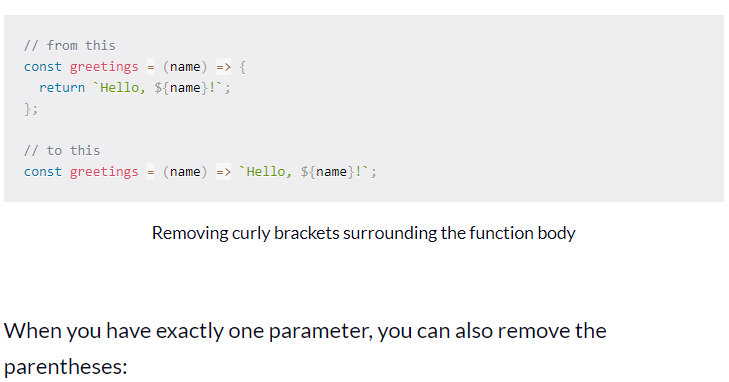 // from this
const greetings = (name) => {
  return `Hello, ${name}!`;
};
// to this
const greetings = (name) => `Hello, ${name}!`;
Removing curly brackets surrounding the function body
When you have exactly one parameter, you can also remove the
parentheses: